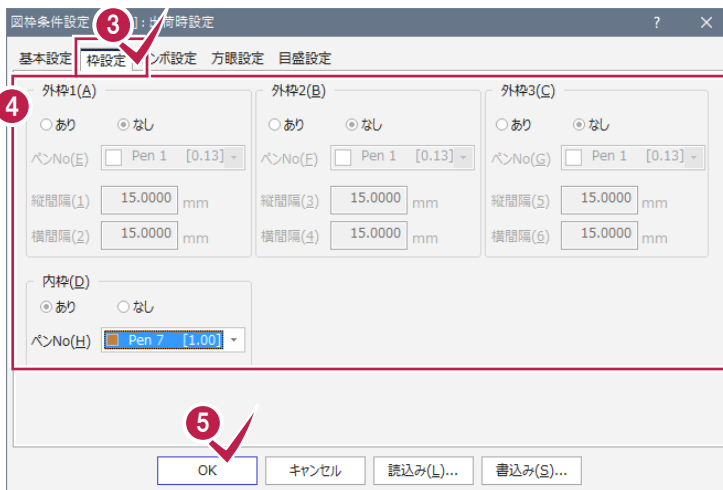 図枠条件設定 ]:出荷時設定 ? ×
3
基本設定 枠設定 ンボ設定 方眼設定 目盛設定
4
外枠1(A) 外枠2(B) 外枠3(C)
あり なし あり なし あり なし
ペンNo(E) Pen 1 [0.13] ペンNo(F) Pen 1 [0.13] ペンNo(G) Pen 1 [0.13]
縦間隔(1) 15.0000 mm 縦間隔(3) 15.0000 mm 縦間隔(5) 15.0000 mm
横間隔(2) 15.0000 mm 横間隔(4) 15.0000 mm 横間隔(6) 15.0000 mm
内枠(D)
あり なし
ペンNo(H) Pen 7 [1.00]
5
OK キャンセル 読込み(L)... 書込み(S)...